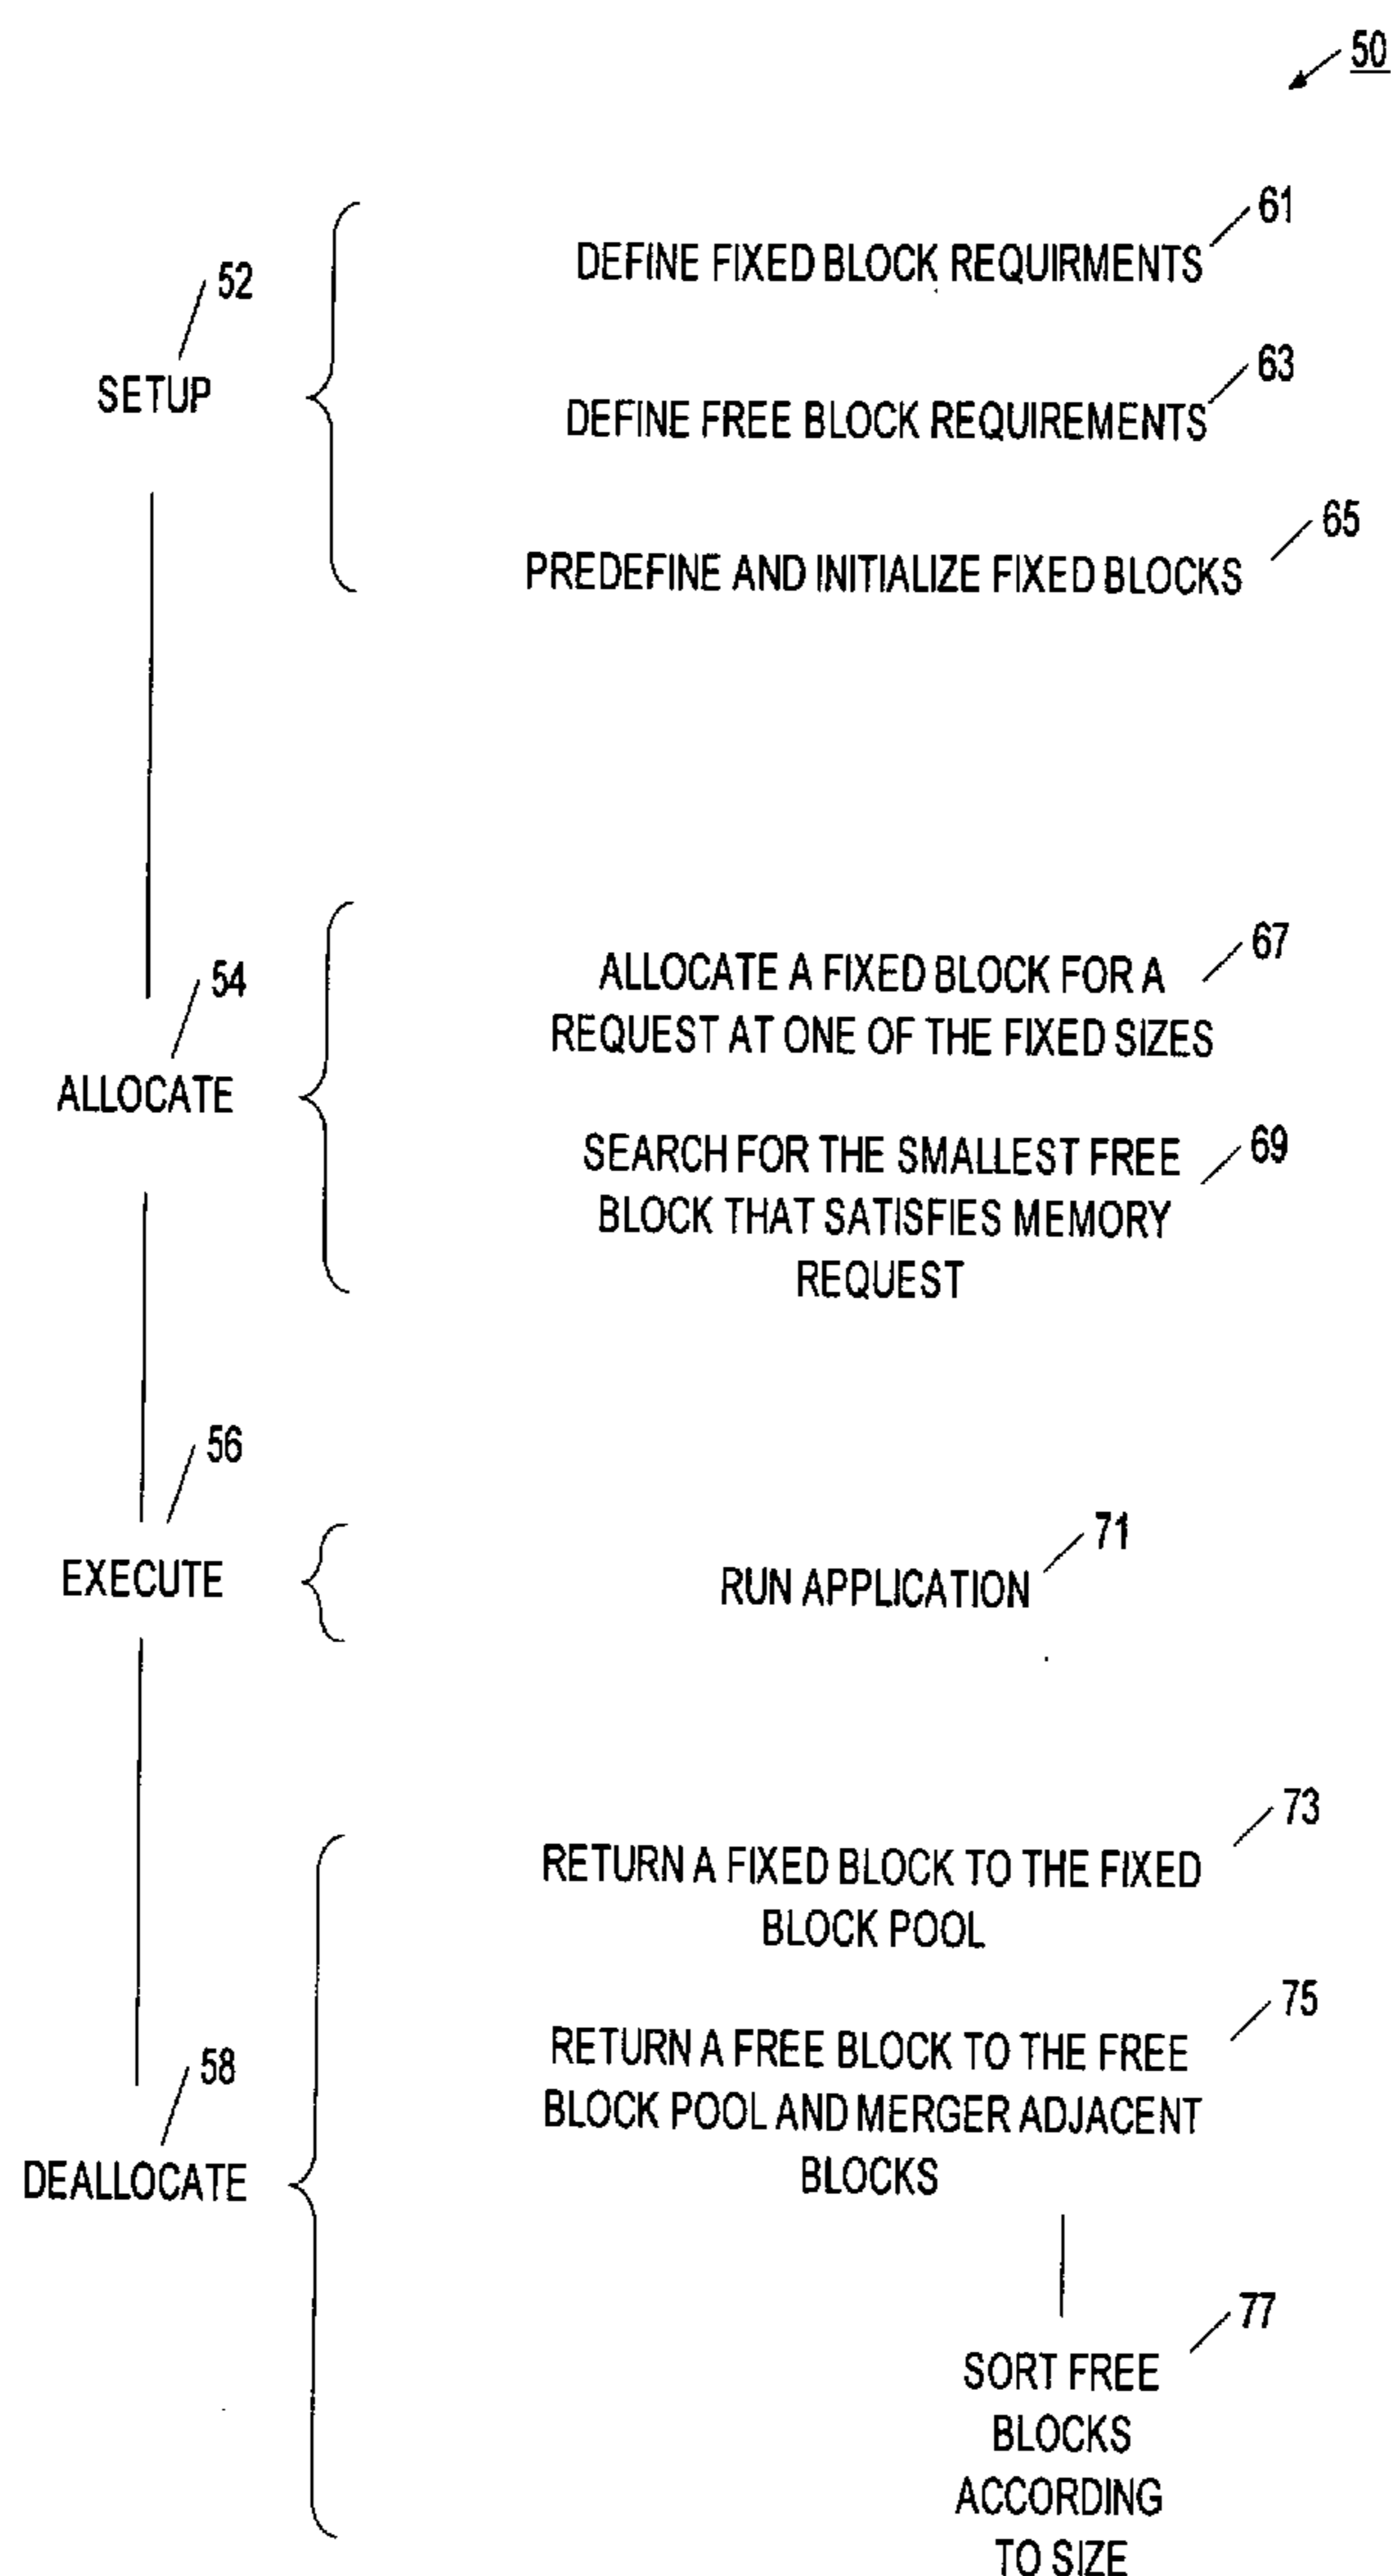 50
61
DEFINE FIXED BLOCK REQUIRMENTS
52
SETUP
63
DEFINE FREE BLOCK REQUIREMENTS
65
PREDEFINE AND INITIALIZE FIXED BLOCKS
54
ALLOCATE
67
ALLOCATE A FIXED BLOCK FOR A
REQUEST AT ONE OF THE FIXED SIZES
69
SEARCH FOR THE SMALLEST FREE
BLOCK THAT SATISFIES MEMORY
REQUEST
56
EXECUTE
71
RUN APPLICATION
58
DEALLOCATE
73
RETURN A FIXED BLOCK TO THE FIXED
BLOCK POOL
75
RETURN A FREE BLOCK TO THE FREE
BLOCK POOL AND MERGER ADJACENT
BLOCKS
77
SORT FREE
BLOCKS
ACCORDING
TO SIZE